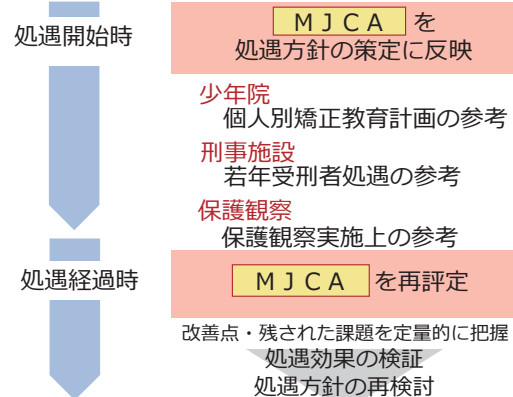 処遇開始時
ＭＪＣＡ を
処遇方針の策定に反映
少年院
個人別矯正教育計画の参考
刑事施設
若年受刑者処遇の参考
保護観察
保護観察実施上の参考
処遇経過時
ＭＪＣＡ を再評定
改善点・残された課題を定量的に把握
処遇効果の検証
処遇方針の再検討